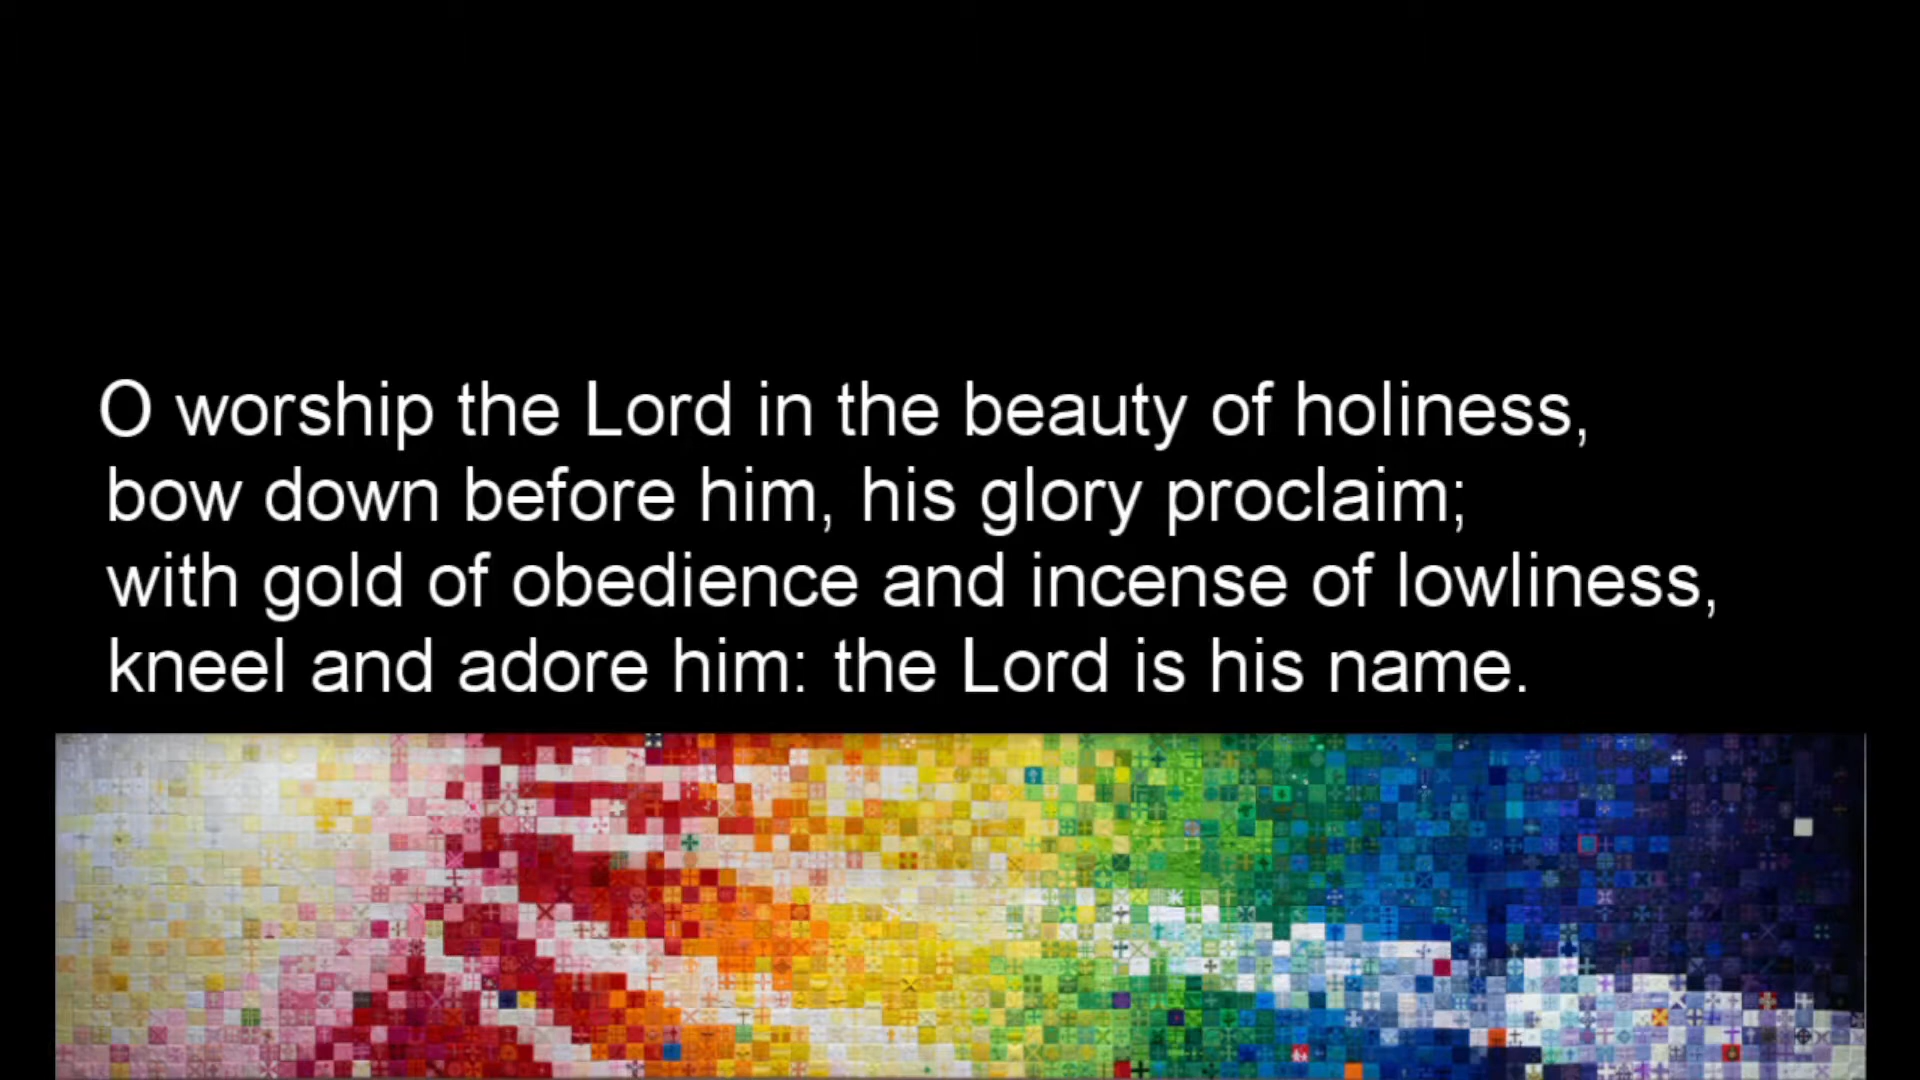 O worship the Lord in the beauty of holiness,
bow down before him, his glory proclaim;
with gold of obedience and incense of lowliness,
kneel and adore him: the Lord is his name.